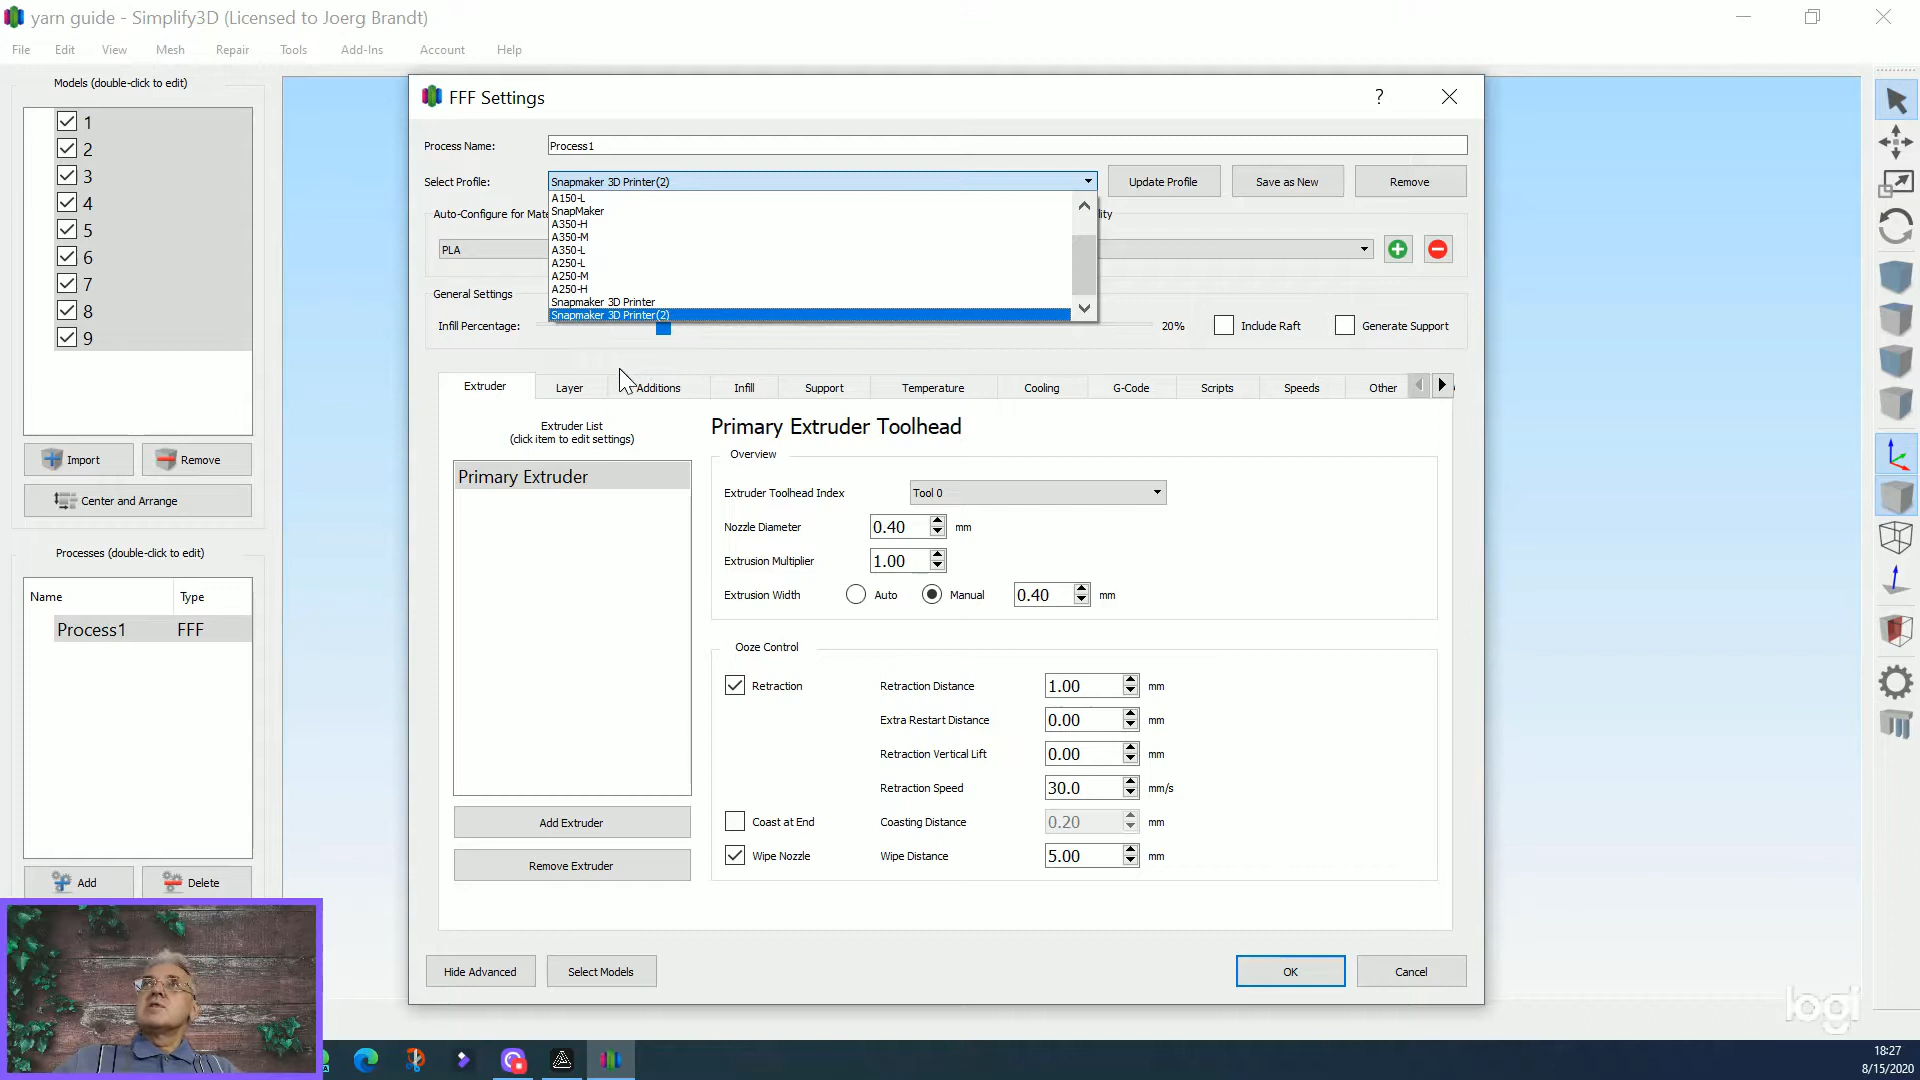 yarn guide - Simplify3D (Licensed to Joerg Brandt)
File Edit View Mesh Repair Tools Add-Ins Account Help
Models (double-click to edit)
1
2
3
4
5
6
7
8
9
Import Remove
Center and Arrange
Processes (double-click to edit)
Name Type
Process1 FFF
Add Delete
FFF Settings ?
Process Name: Process1
Select Profile: Snapmaker 3D Printer(2) Update Profile Save as New Remove
A150-L
SnapMaker
A350-H
A350-M
A350-L
A250-L
A250-M
A250-H
Snapmaker 3D Printer
Snapmaker 3D Printer(2)
Auto-Configure for Mate
PLA
General Settings
Infill Percentage: 20% Include Raft Generate Support
Extruder Layer Additions Infill Support Temperature Cooling G-Code Scripts Speeds Other
Extruder List
(click item to edit settings)
Primary Extruder
Add Extruder
Remove Extruder
Primary Extruder Toolhead
Overview
Extruder Toolhead Index Tool 0
Nozzle Diameter 0.40 mm
Extrusion Multiplier 1.00
Extrusion Width Auto Manual 0.40 mm
Ooze Control
Retraction Retraction Distance 1.00 mm
Extra Restart Distance 0.00 mm
Retraction Vertical Lift 0.00 mm
Retraction Speed 30.0 mm/s
Coast at End Coasting Distance 0.20 mm
Wipe Nozzle Wipe Distance 5.00 mm
Hide Advanced Select Models OK Cancel
logi
18:27
8/15/2020